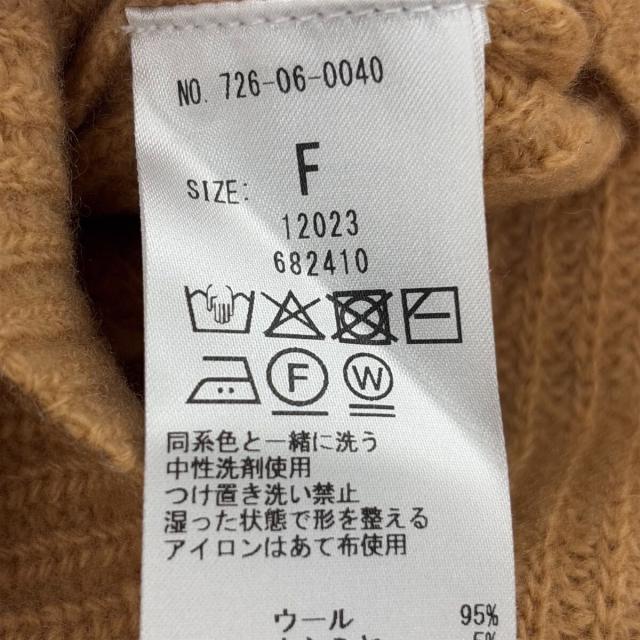 NO. 726-06-0040
SIZE: F
12023
682410
F W
同系色と一緒に洗う
中性洗剤使用
つけ置き洗い禁止
湿った状態で形を整える
アイロンはあて布使用
ウール 95%
5%